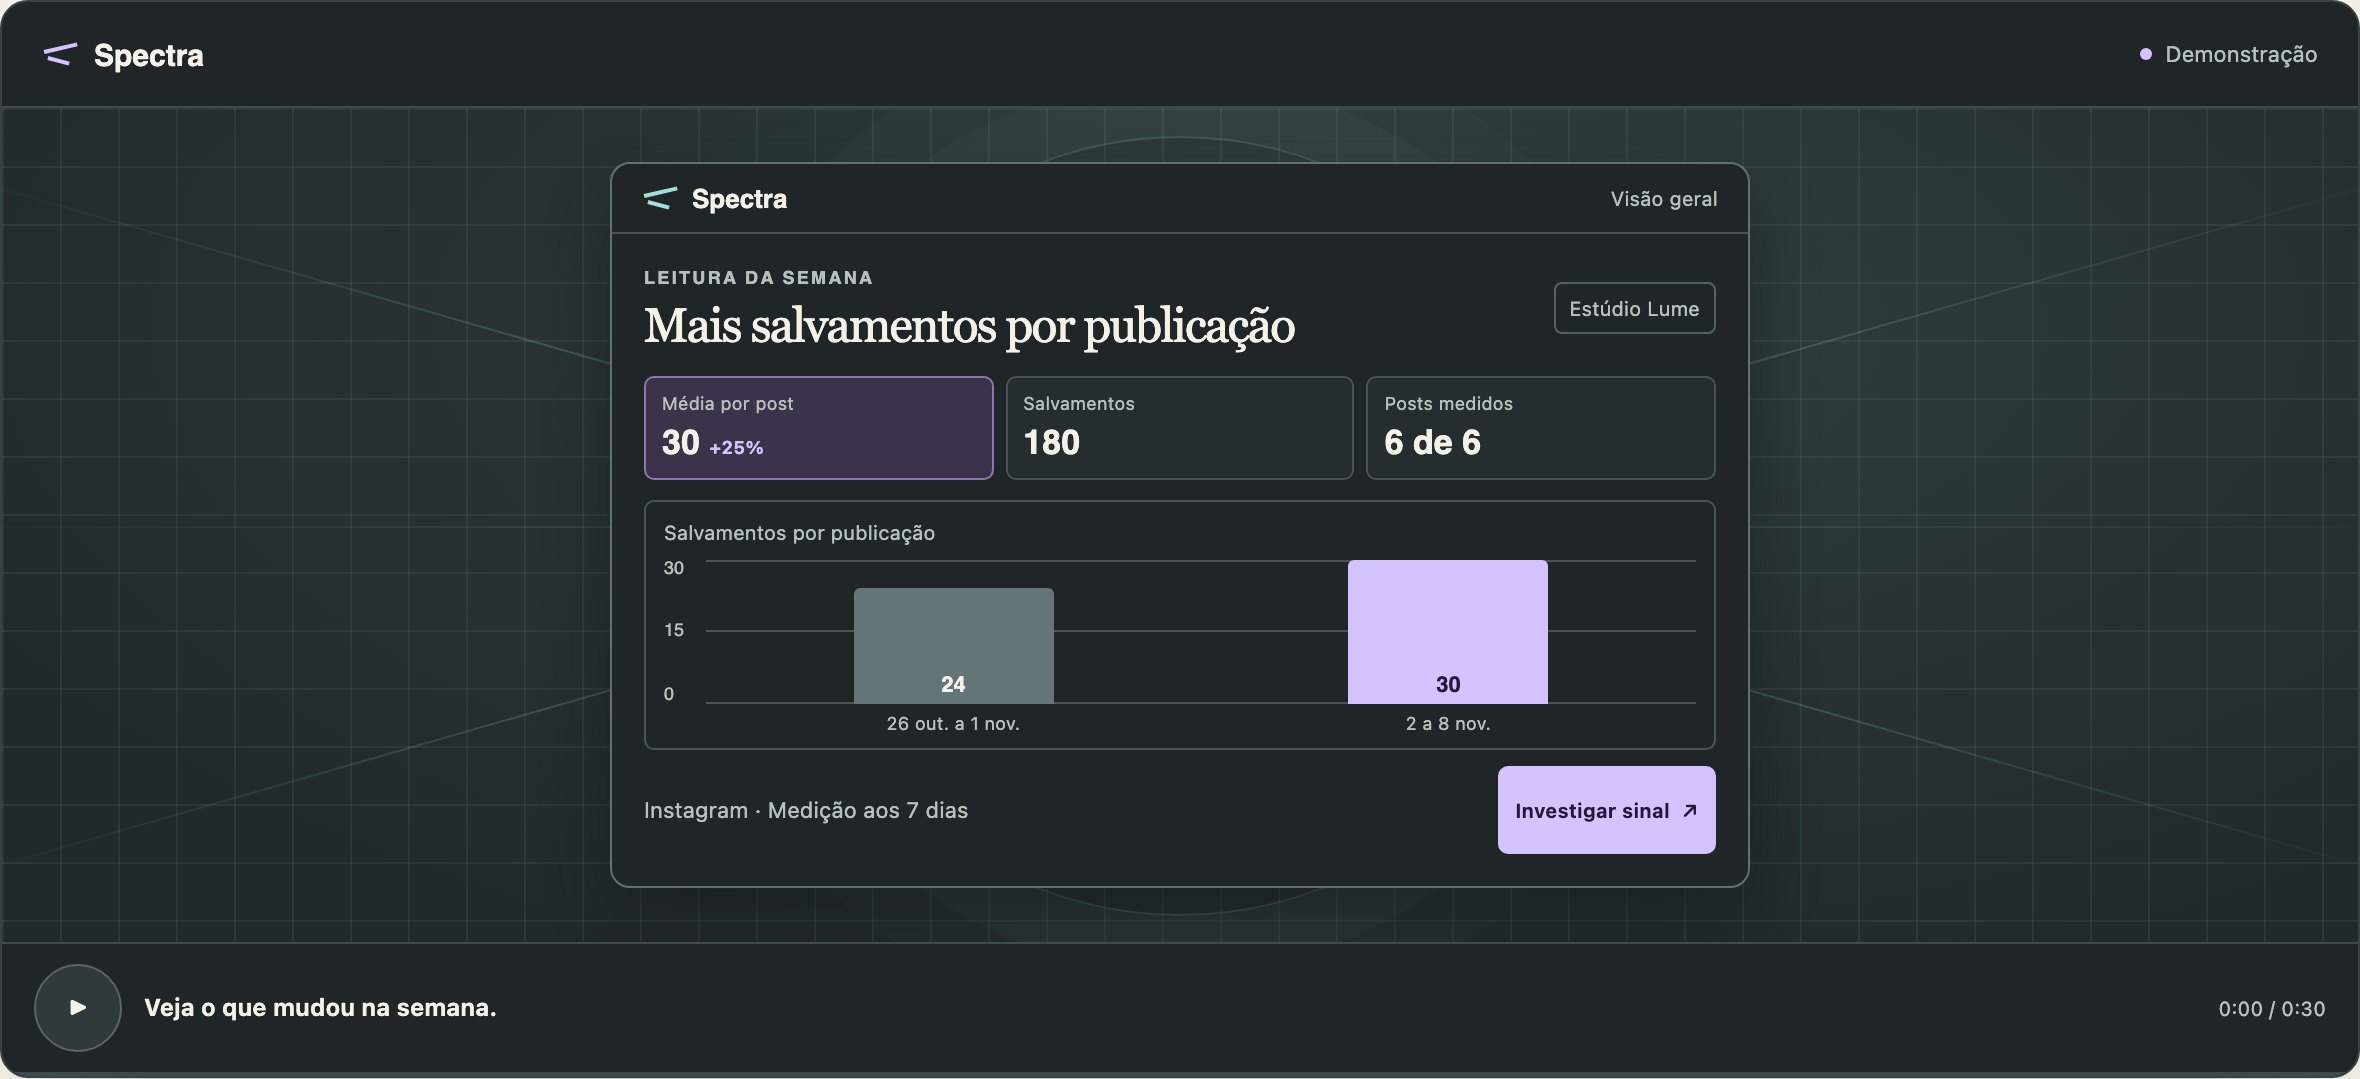 Spectra
Demonstração
Spectra
Visão geral
LEITURA DA SEMANA
Mais salvamentos por publicação
Estúdio Lume
Média por post
30 +25%
Salvamentos
180
Posts medidos
6 de 6
Salvamentos por publicação
30
15
0
24
30
26 out. a 1 nov.
2 a 8 nov.
Instagram · Medição aos 7 dias
Investigar sinal ↗
Veja o que mudou na semana.
0:00 / 0:30